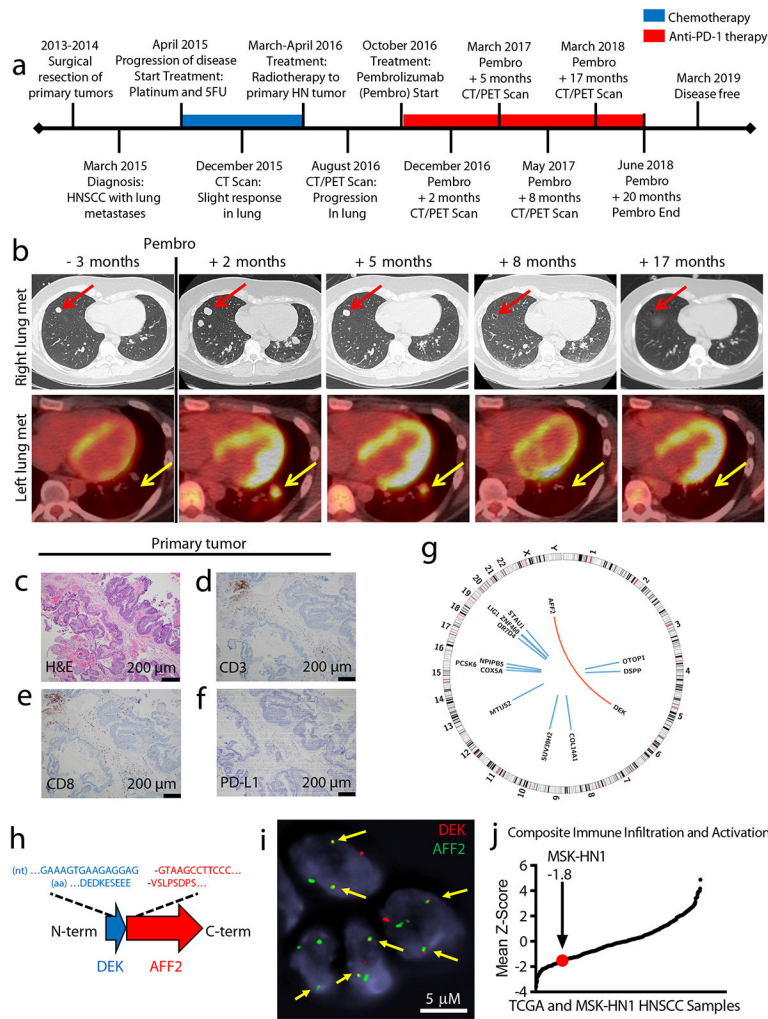 Chemotherapy
Anti-PD-1 therapy
a
2013-2014
Surgical
resection of
primary tumors
April 2015
Progression of disease
Start Treatment:
Platinum and 5FU
March-April 2016
Treatment:
Radiotherapy to
primary HN tumor
October 2016
Treatment:
Pembrolizumab
(Pembro) Start
March 2017
Pembro
+ 5 months
CT/PET Scan
March 2018
Pembro
+ 17 months
CT/PET Scan
March 2019
Disease free
March 2015
Diagnosis:
HNSCC with lung
metastases
December 2015
CT Scan:
Slight response
in lung
August 2016
CT/PET Scan:
Progression
In lung
December 2016
Pembro
+ 2 months
CT/PET Scan
May 2017
Pembro
+ 8 months
CT/PET Scan
June 2018
Pembro
+ 20 months
Pembro End
b
Pembro
- 3 months
+ 2 months
+ 5 months
+ 8 months
+ 17 months
Right lung met
Left lung met
Primary tumor
c
H&E
200 µm
d
CD3
200 µm
e
CD8
200 µm
f
PD-L1
200 µm
g
1
2
3
4
5
6
7
8
9
10
11
12
13
14
15
16
17
18
19
20
21
22
X
Y
AFF2
STAU1
ZNF460
LIG1
OR7D4
NPIPB5
PCSK6
COX5A
MTUS2
SUV39H2
COL14A1
DEK
DSPP
OTOP1
h
(nt) ...GAAAGTGAAGAGGAG -GTAAGCCTTCCC...
(aa) ...DEDKESEEE -VSLPSDPS...
N-term
C-term
DEK
AFF2
i
DEK
AFF2
5 µM
j
Composite Immune Infiltration and Activation
MSK-HN1
-1.8
Mean Z-Score
6
4
2
0
-2
-4
TCGA and MSK-HN1 HNSCC Samples